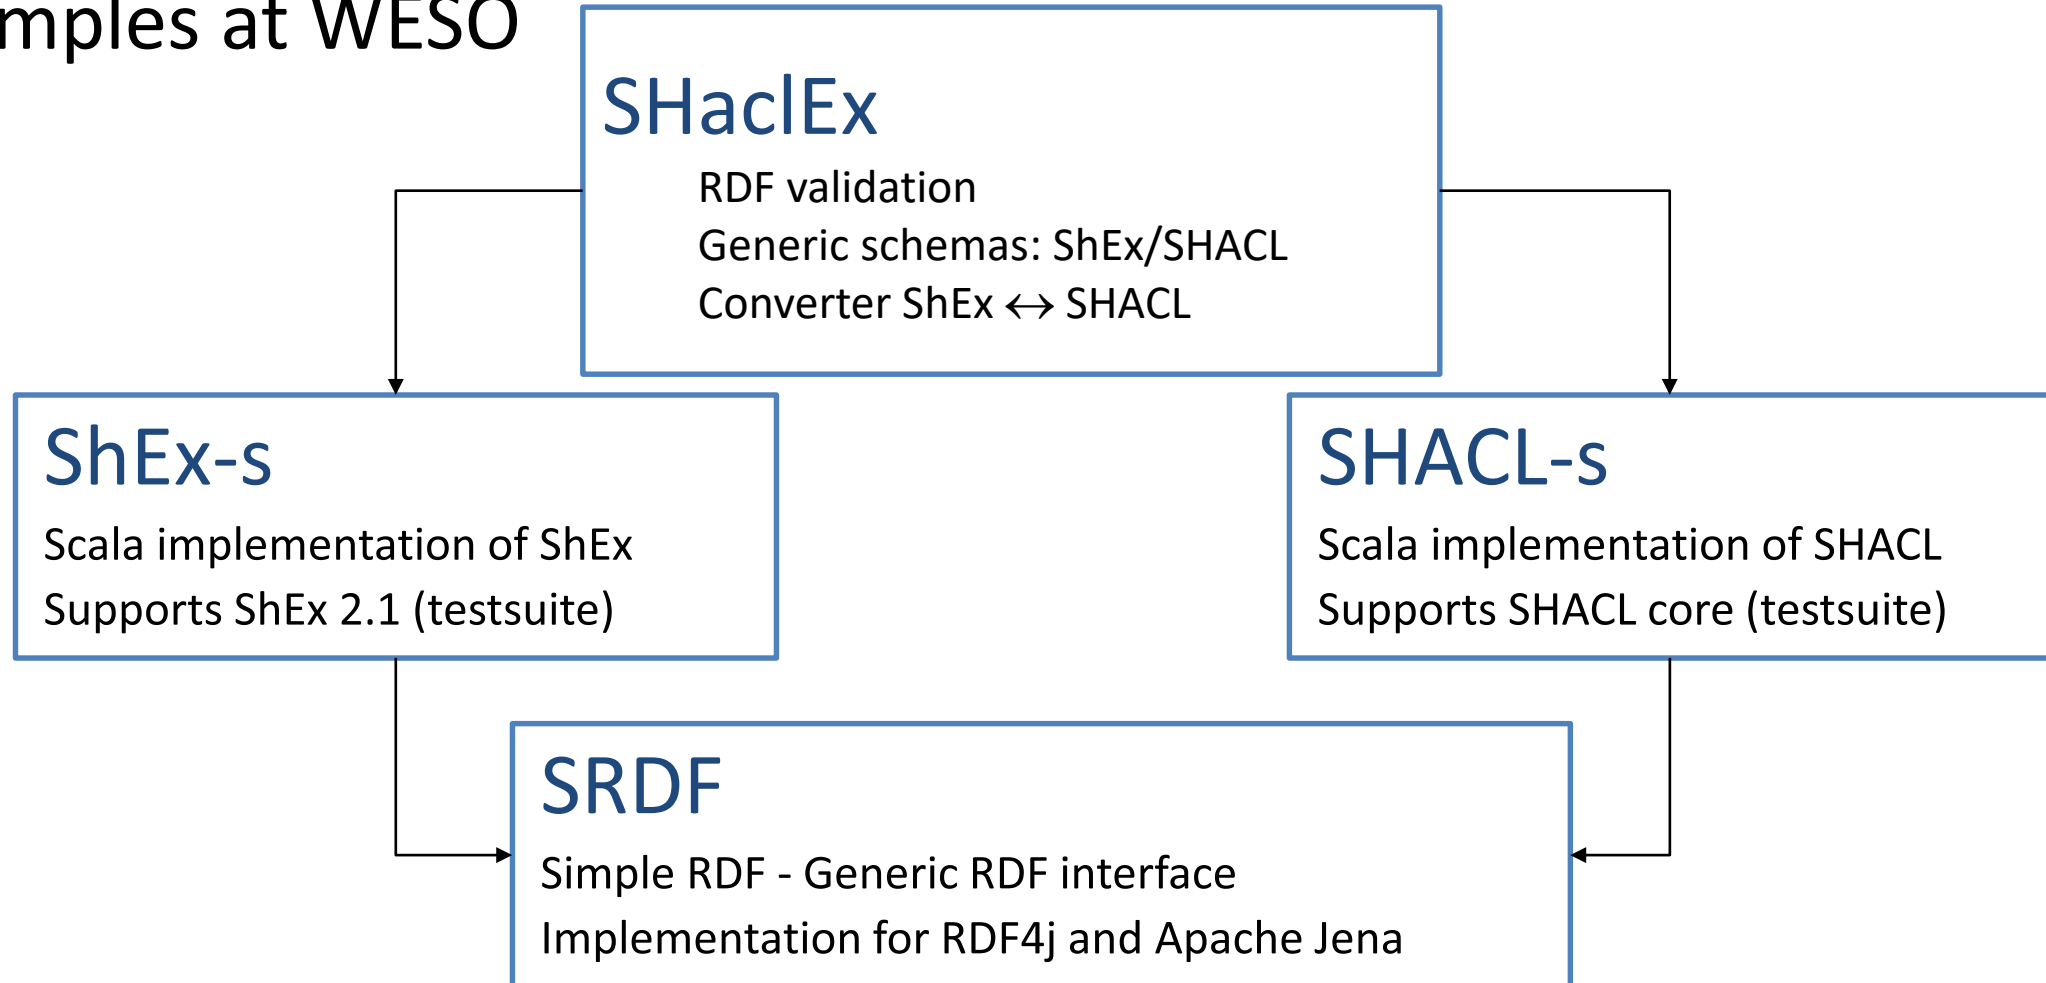 mples at WESO
SHaclEx
RDF validation
Generic schemas: ShEx/SHACL
Converter ShEx ↔ SHACL
ShEx-s
Scala implementation of ShEx
Supports ShEx 2.1 (testsuite)
SHACL-s
Scala implementation of SHACL
Supports SHACL core (testsuite)
SRDF
Simple RDF - Generic RDF interface
Implementation for RDF4j and Apache Jena